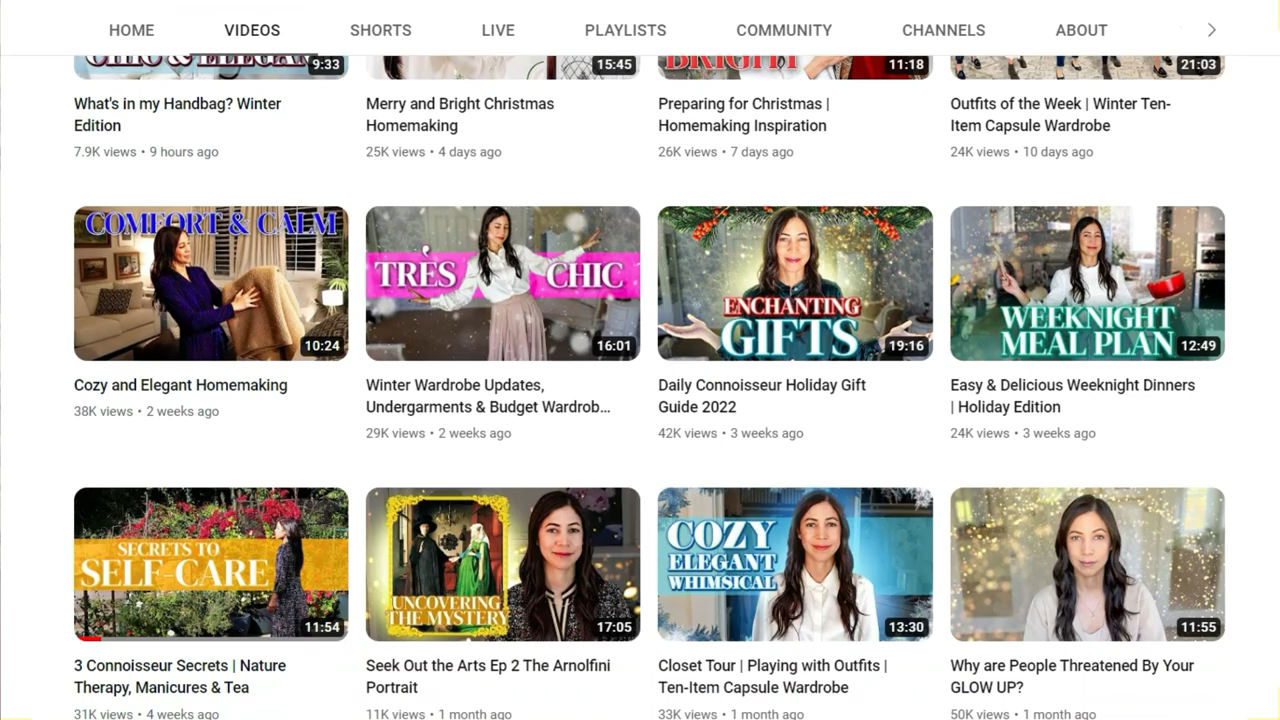 HOME VIDEOS SHORTS LIVE PLAYLISTS COMMUNITY CHANNELS ABOUT
CHIC & ELEGANT
9:33
15:45
BRIGHT
11:18
21:03
What's in my Handbag? Winter
Edition
7.9K views • 9 hours ago
Merry and Bright Christmas
Homemaking
25K views • 4 days ago
Preparing for Christmas |
Homemaking Inspiration
26K views • 7 days ago
Outfits of the Week | Winter Ten-
Item Capsule Wardrobe
24K views • 10 days ago
COMFORT & CALM
10:24
TRÈS CHIC
16:01
ENCHANTING
GIFTS
19:16
WEEKNIGHT
MEAL PLAN
12:49
Cozy and Elegant Homemaking
38K views • 2 weeks ago
Winter Wardrobe Updates,
Undergarments & Budget Wardrob...
29K views • 2 weeks ago
Daily Connoisseur Holiday Gift
Guide 2022
42K views • 3 weeks ago
Easy & Delicious Weeknight Dinners
| Holiday Edition
24K views • 3 weeks ago
SECRETS TO
SELF-CARE
11:54
UNCOVERING
THE MYSTERY
17:05
COZY
ELEGANT
WHIMSICAL
13:30
11:55
3 Connoisseur Secrets | Nature
Therapy, Manicures & Tea
31K views • 4 weeks ago
Seek Out the Arts Ep 2 The Arnolfini
Portrait
11K views • 1 month ago
Closet Tour | Playing with Outfits |
Ten-Item Capsule Wardrobe
33K views • 1 month ago
Why are People Threatened By Your
GLOW UP?
50K views • 1 month ago